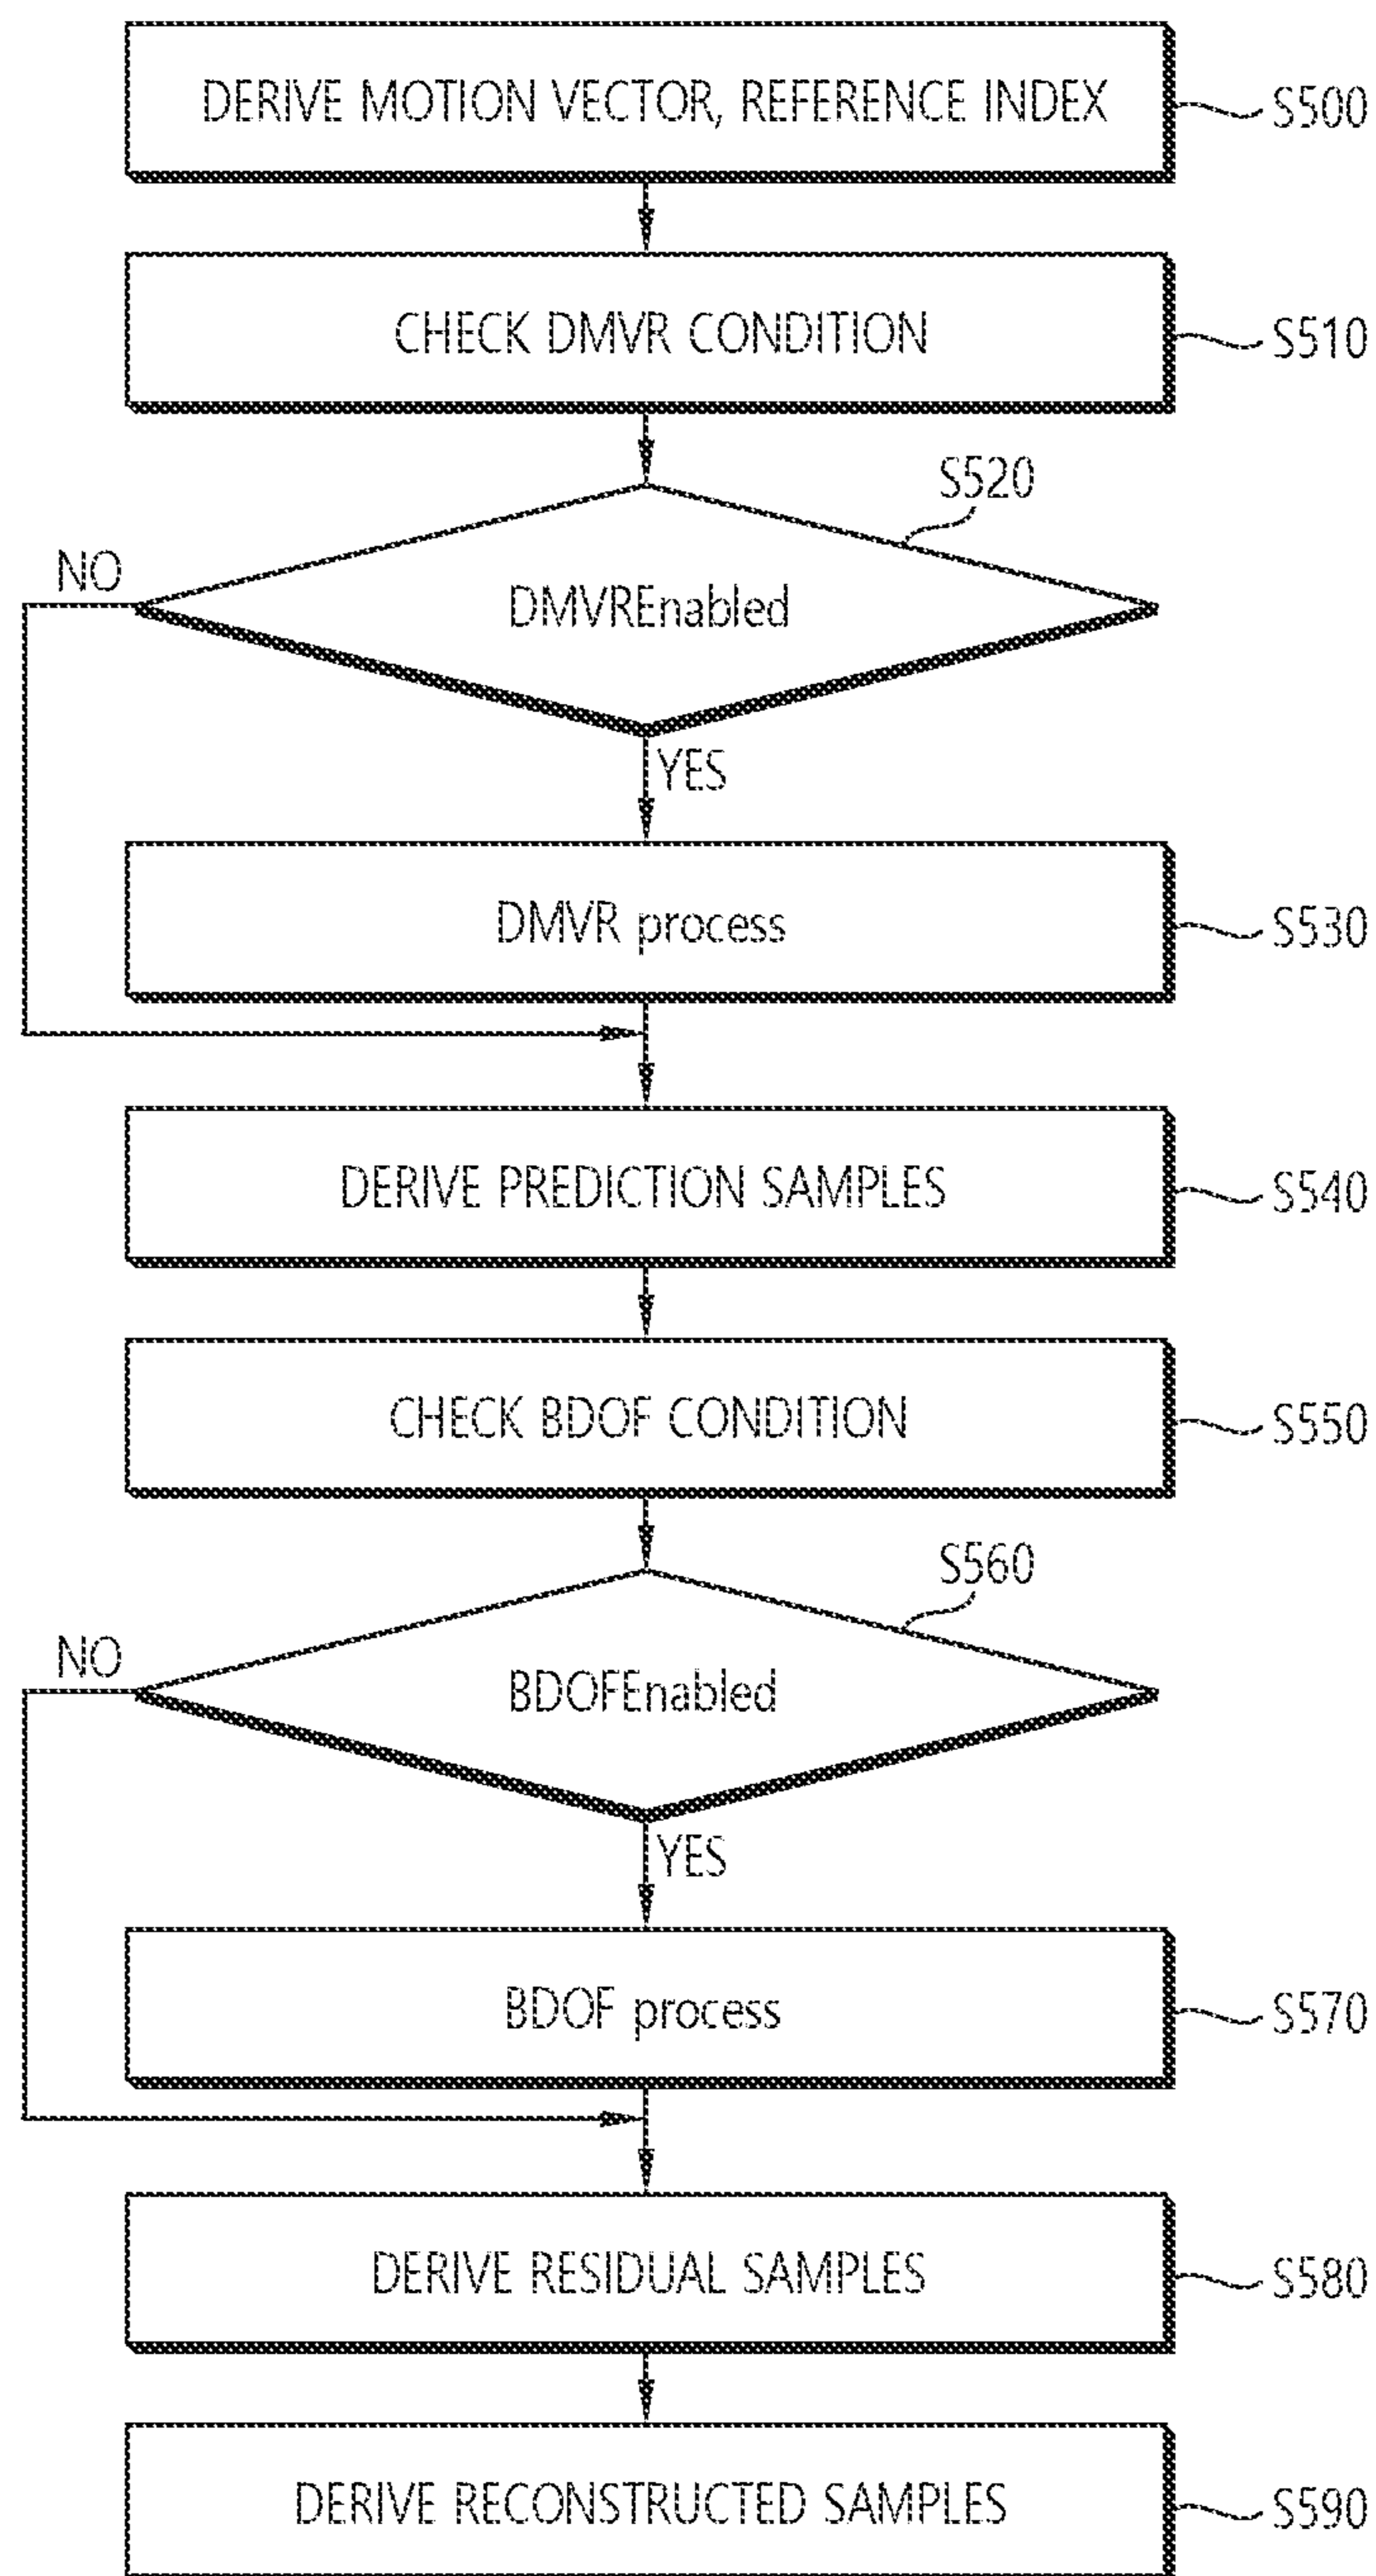 DERIVE MOTION VECTOR, REFERENCE INDEX
S500
CHECK DMVR CONDITION
S510
S520
NO
DMVREnabled
YES
DMVR process
S530
DERIVE PREDICTION SAMPLES
S540
CHECK BDOF CONDITION
S550
S560
NO
BDOFEnabled
YES
BDOF process
S570
DERIVE RESIDUAL SAMPLES
S580
DERIVE RECONSTRUCTED SAMPLES
S590